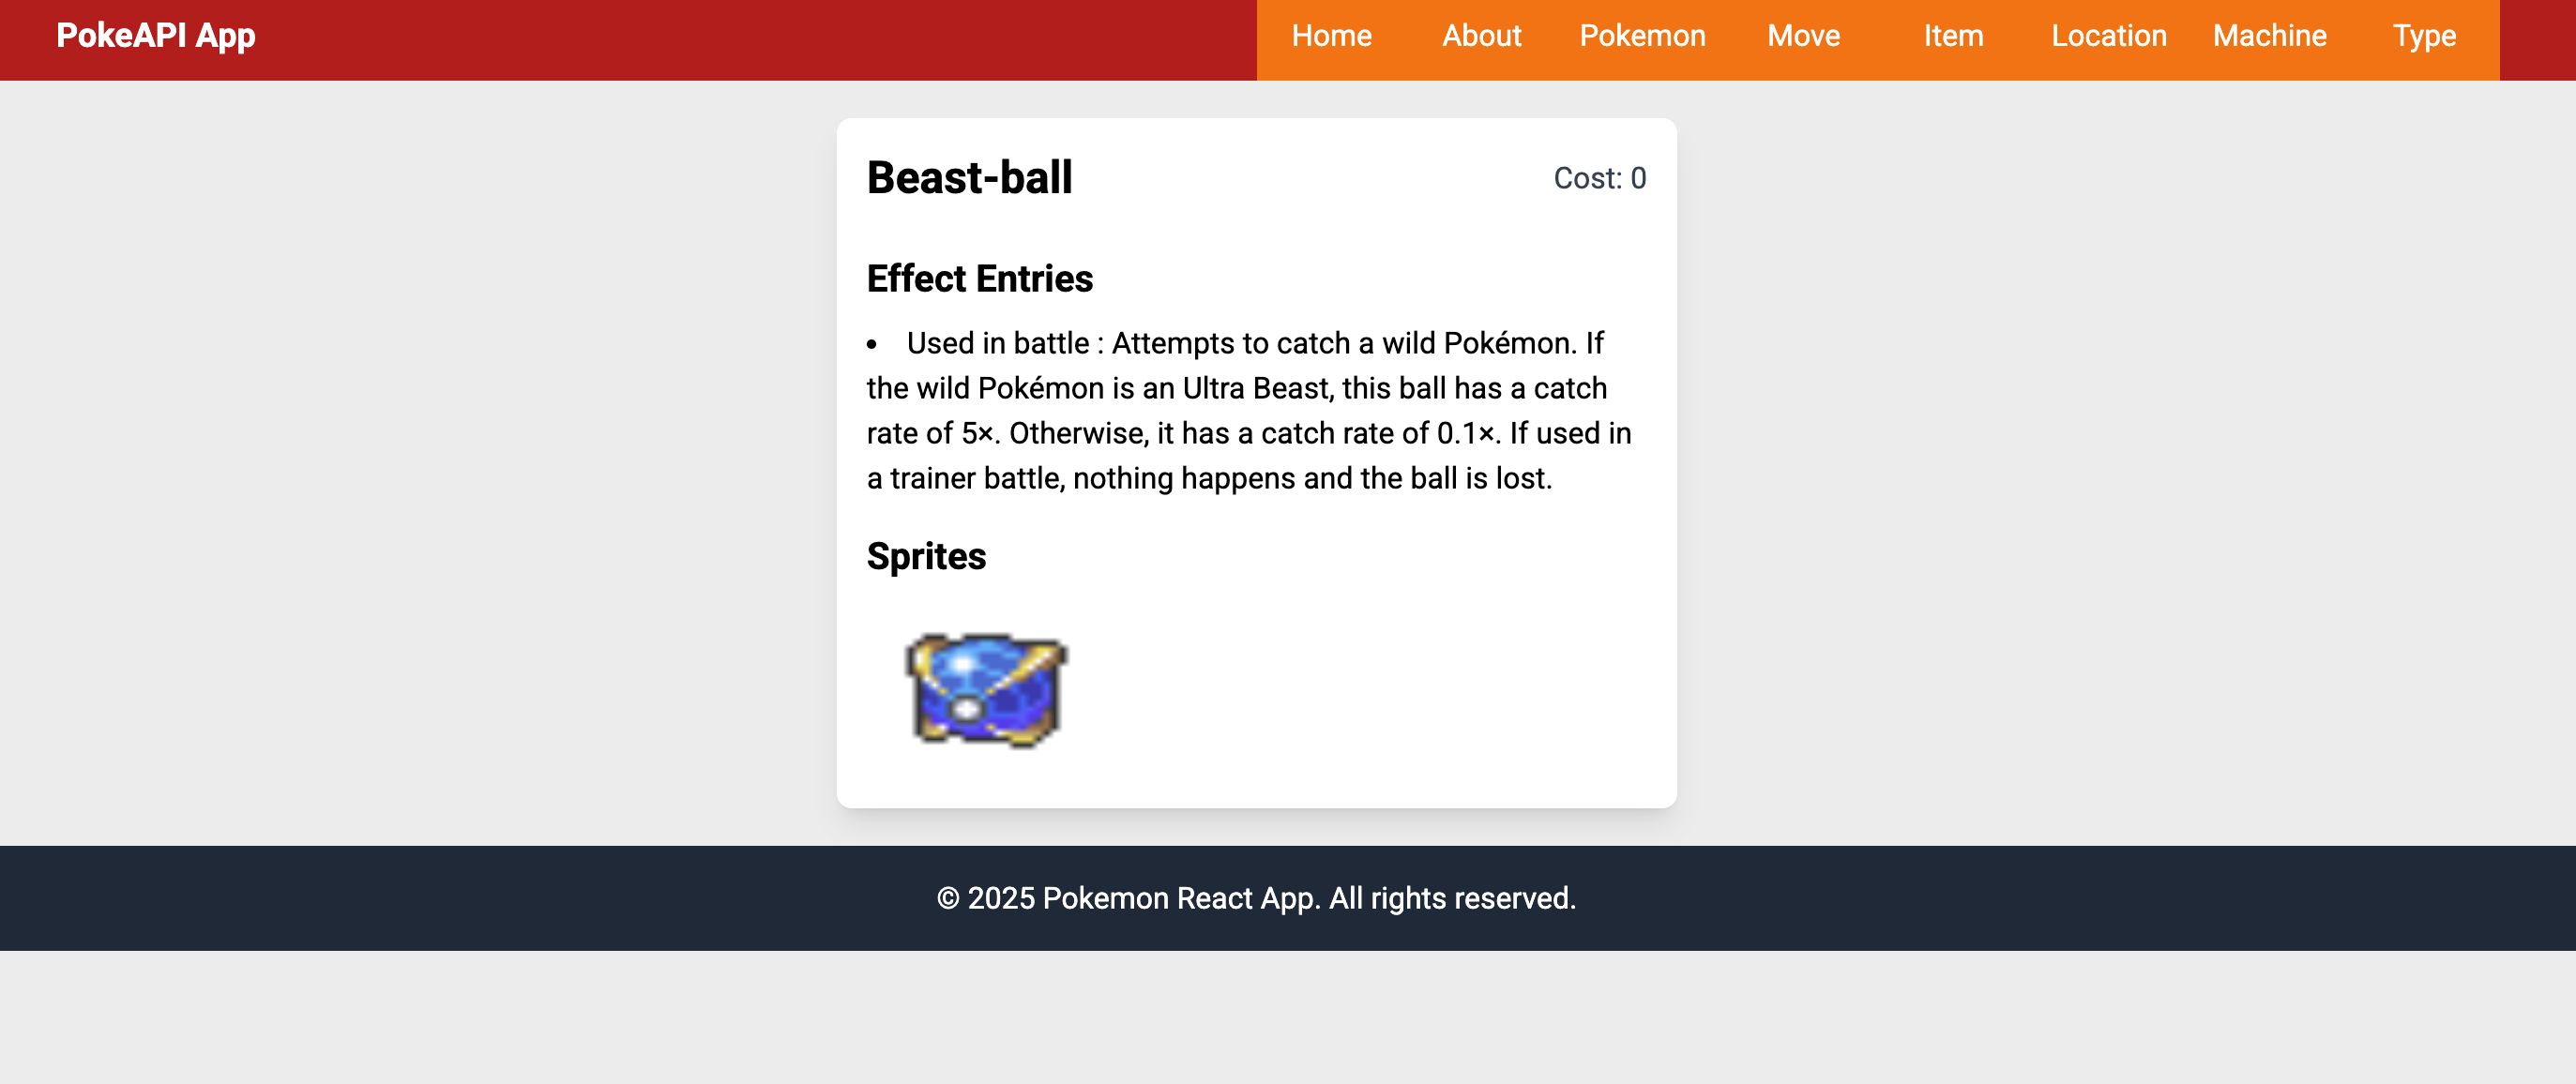 PokeAPI App Home About Pokemon Move Item Location Machine Type
Beast-ball Cost: 0
Effect Entries
• Used in battle : Attempts to catch a wild Pokémon. If
the wild Pokémon is an Ultra Beast, this ball has a catch
rate of 5×. Otherwise, it has a catch rate of 0.1×. If used in
a trainer battle, nothing happens and the ball is lost.
Sprites
© 2025 Pokemon React App. All rights reserved.